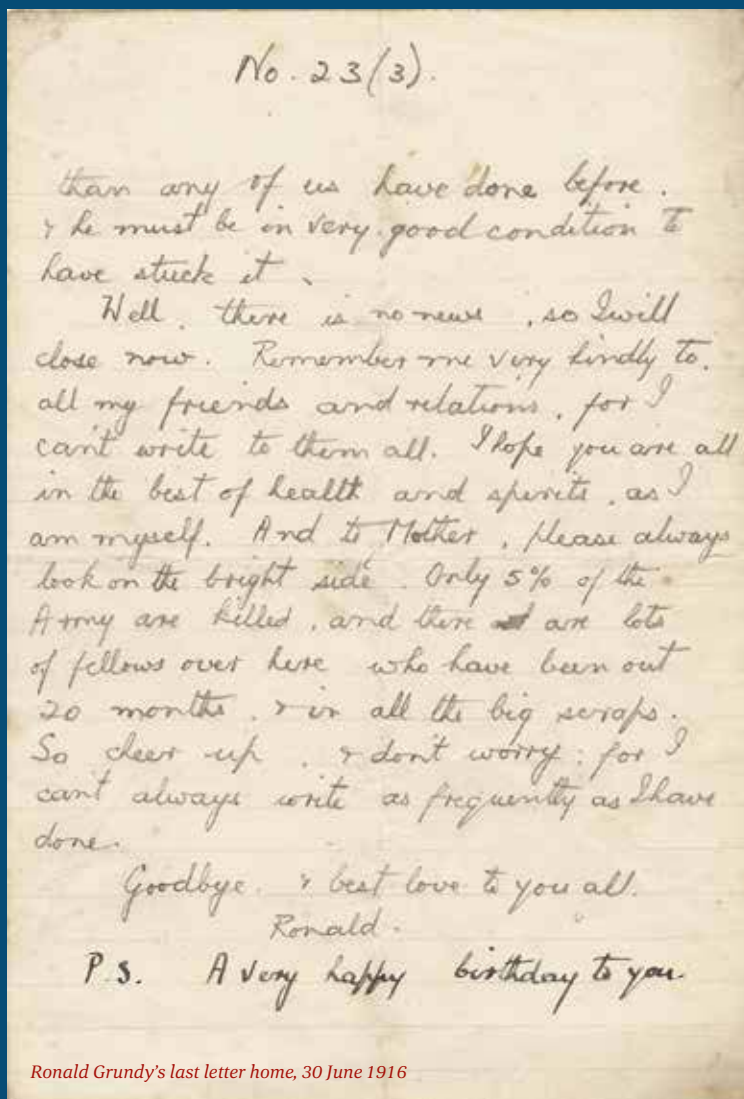 No. 23(3).
than any of us have done before.
& he must be in very good condition to
have stuck it.
Well, there is no news, so I will
close now. Remember me very kindly to
all my friends and relations, for I
can't write to them all. I hope you are all
in the best of health and spirits, as I
am myself. And to Mother, please always
look on the bright side. Only 5% of the
Army are killed, and there are lots
of fellows over here who have been out
20 months, & in all the big scraps.
So cheer up, & don't worry: for I
can't always write as frequently as I have
done.
Goodbye. & best love to you all.
Ronald.
P.S. A very happy birthday to you.
Ronald Grundy's last letter home, 30 June 1916